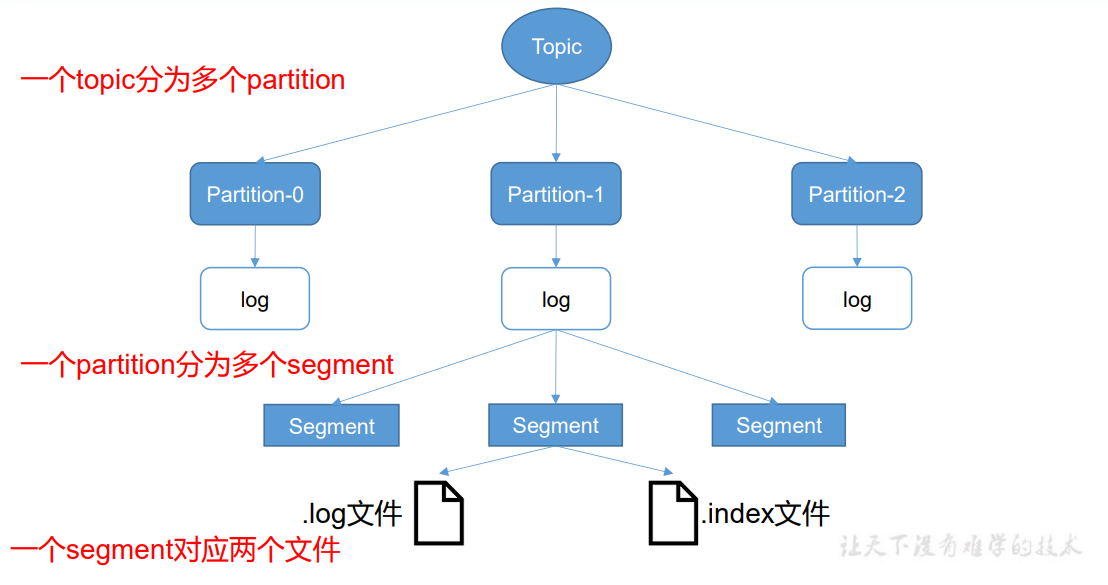 Topic
一个topic分为多个partition
Partition-0 Partition-1 Partition-2
log log log
一个partition分为多个segment
Segment Segment Segment
.log文件 .index文件
一个segment对应两个文件
让天下没有难学的技术